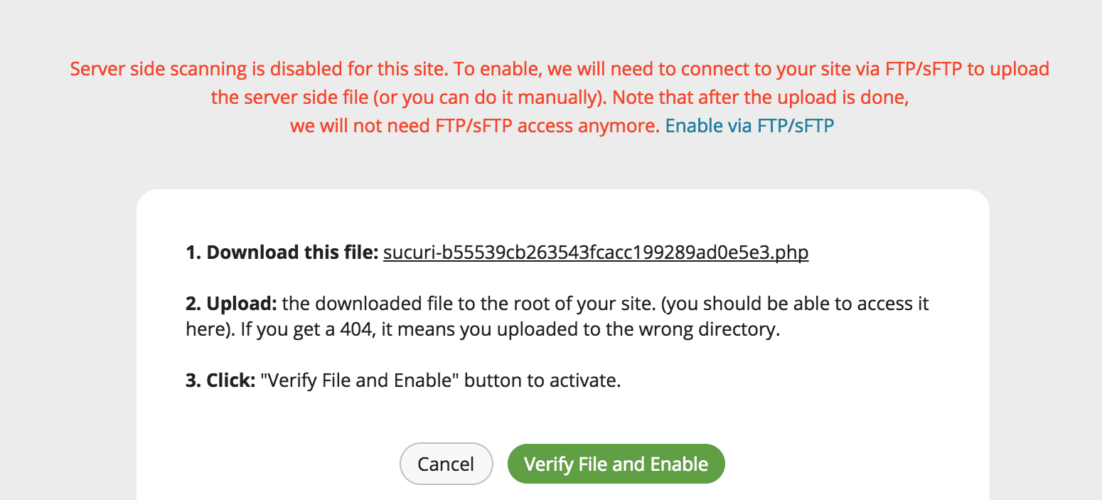 Server side scanning is disabled for this site. To enable, we will need to connect to your site via FTP/sFTP to upload
the server side file (or you can do it manually). Note that after the upload is done,
we will not need FTP/sFTP access anymore. Enable via FTP/sFTP
1. Download this file: sucuri-b55539cb263543fcacc199289ad0e5e3.php
2. Upload: the downloaded file to the root of your site. (you should be able to access it
here). If you get a 404, it means you uploaded to the wrong directory.
3. Click: "Verify File and Enable" button to activate.
Cancel
Verify File and Enable